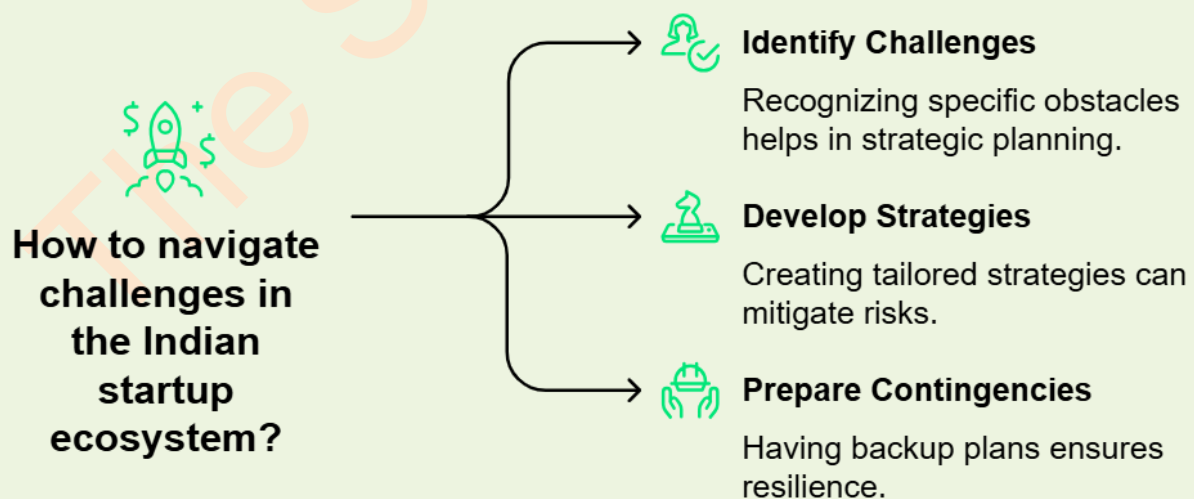 How to navigate
challenges in
the Indian
startup
ecosystem?
Identify Challenges
Recognizing specific obstacles
helps in strategic planning.
Develop Strategies
Creating tailored strategies can
mitigate risks.
Prepare Contingencies
Having backup plans ensures
resilience.
The